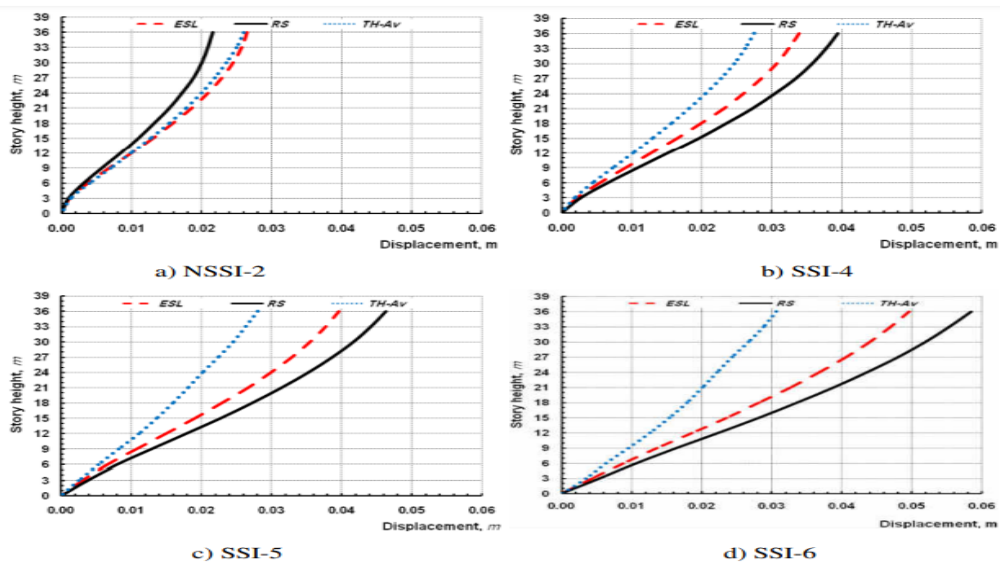 ESL RS TH-Av
39
36
33
30
27
24
21
18
15
12
9
6
3
0
Story height, m
0.00 0.01 0.02 0.03 0.04 0.05 0.06
Displacement, m
a) NSSI-2
ESL RS TH-Av
39
36
33
30
27
24
21
18
15
12
9
6
3
0
Story height, m
0.00 0.01 0.02 0.03 0.04 0.05 0.06
Displacement, m
b) SSI-4
ESL RS TH-Av
39
36
33
30
27
24
21
18
15
12
9
6
3
0
Story height, m
0.00 0.01 0.02 0.03 0.04 0.05 0.06
Displacement, m
c) SSI-5
ESL RS TH-Av
39
36
33
30
27
24
21
18
15
12
9
6
3
0
Story height, m
0.00 0.01 0.02 0.03 0.04 0.05 0.06
Displacement, m
d) SSI-6